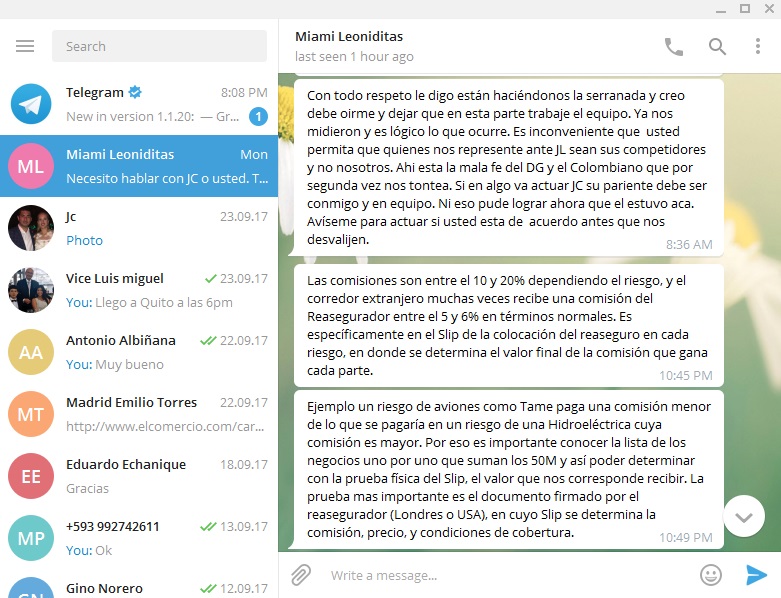 Search
Telegram
8:08 PM
New in version 1.1.20: — Gr...
1
ML
Miami Leoniditas
Mon
Necesito hablar con JC o usted. T...
Jc
23.09.17
Photo
Vice Luis miguel
23.09.17
You: Llego a Quito a las 6pm
AA
Antonio Albiñana
22.09.17
You: Muy bueno
MT
Madrid Emilio Torres
22.09.17
http://www.elcomercio.com/car...
EE
Eduardo Echanique
18.09.17
Gracias
MP
+593 992742611
13.09.17
You: Ok
GN
Gino Norero
12.09.17
Miami Leoniditas
last seen 1 hour ago
Con todo respeto le digo están haciéndonos la serranada y creo
debe oirme y dejar que en esta parte trabaje el equipo. Ya nos
midieron y es lógico lo que ocurre. Es inconveniente que usted
permita que quienes nos represente ante JL sean sus competidores
y no nosotros. Ahi esta la mala fe del DG y el Colombiano que por
segunda vez nos tontea. Si en algo va actuar JC su pariente debe ser
conmigo y en equipo. Ni eso pude lograr ahora que el estuvo aca.
Avíseme para actuar si usted esta de acuerdo antes que nos
desvalijen.
8:36 AM
Las comisiones son entre el 10 y 20% dependiendo el riesgo, y el
corredor extranjero muchas veces recibe una comisión del
Reasegurador entre el 5 y 6% en términos normales. Es
específicamente en el Slip de la colocación del reaseguro en cada
riesgo, en donde se determina el valor final de la comisión que gana
cada parte.
10:45 PM
Ejemplo un riesgo de aviones como Tame paga una comisión menor
de lo que se pagaría en un riesgo de una Hidroeléctrica cuya
comisión es mayor. Por eso es importante conocer la lista de los
negocios uno por uno que suman los 50M y así poder determinar
con la prueba física del Slip, el valor que nos corresponde recibir. La
prueba mas importante es el documento firmado por el
reasegurador (Londres o USA), en cuyo Slip se determina la
comisión, precio, y condiciones de cobertura.
10:49 PM
Write a message...